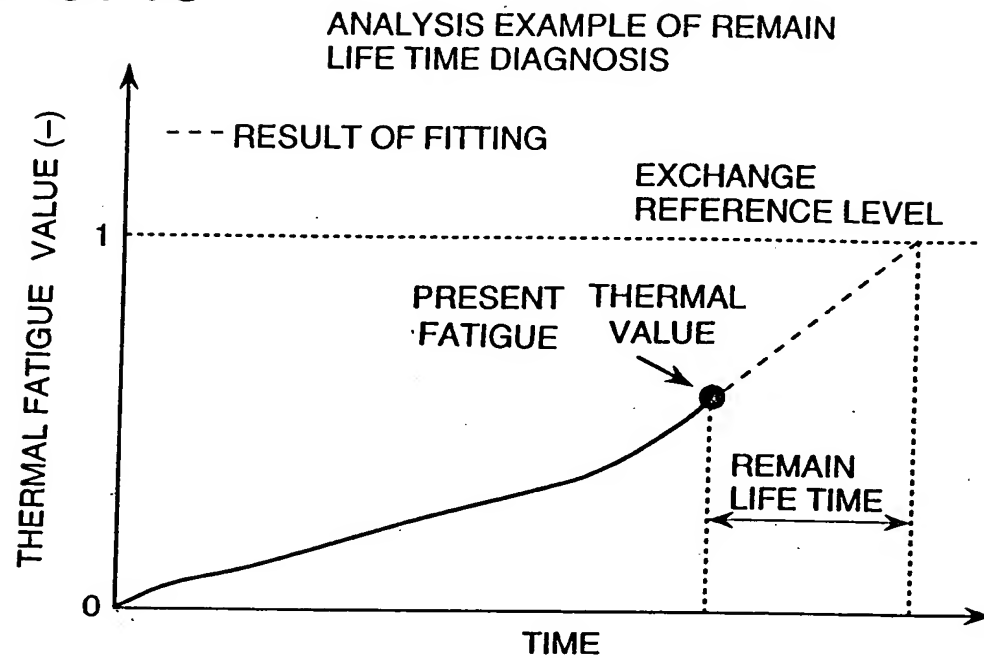 ANALYSIS EXAMPLE OF REMAIN
LIFE TIME DIAGNOSIS
THERMAL FATIGUE VALUE (–)
--- RESULT OF FITTING
EXCHANGE
REFERENCE LEVEL
1
PRESENT THERMAL
FATIGUE VALUE
REMAIN
LIFE TIME
0
TIME